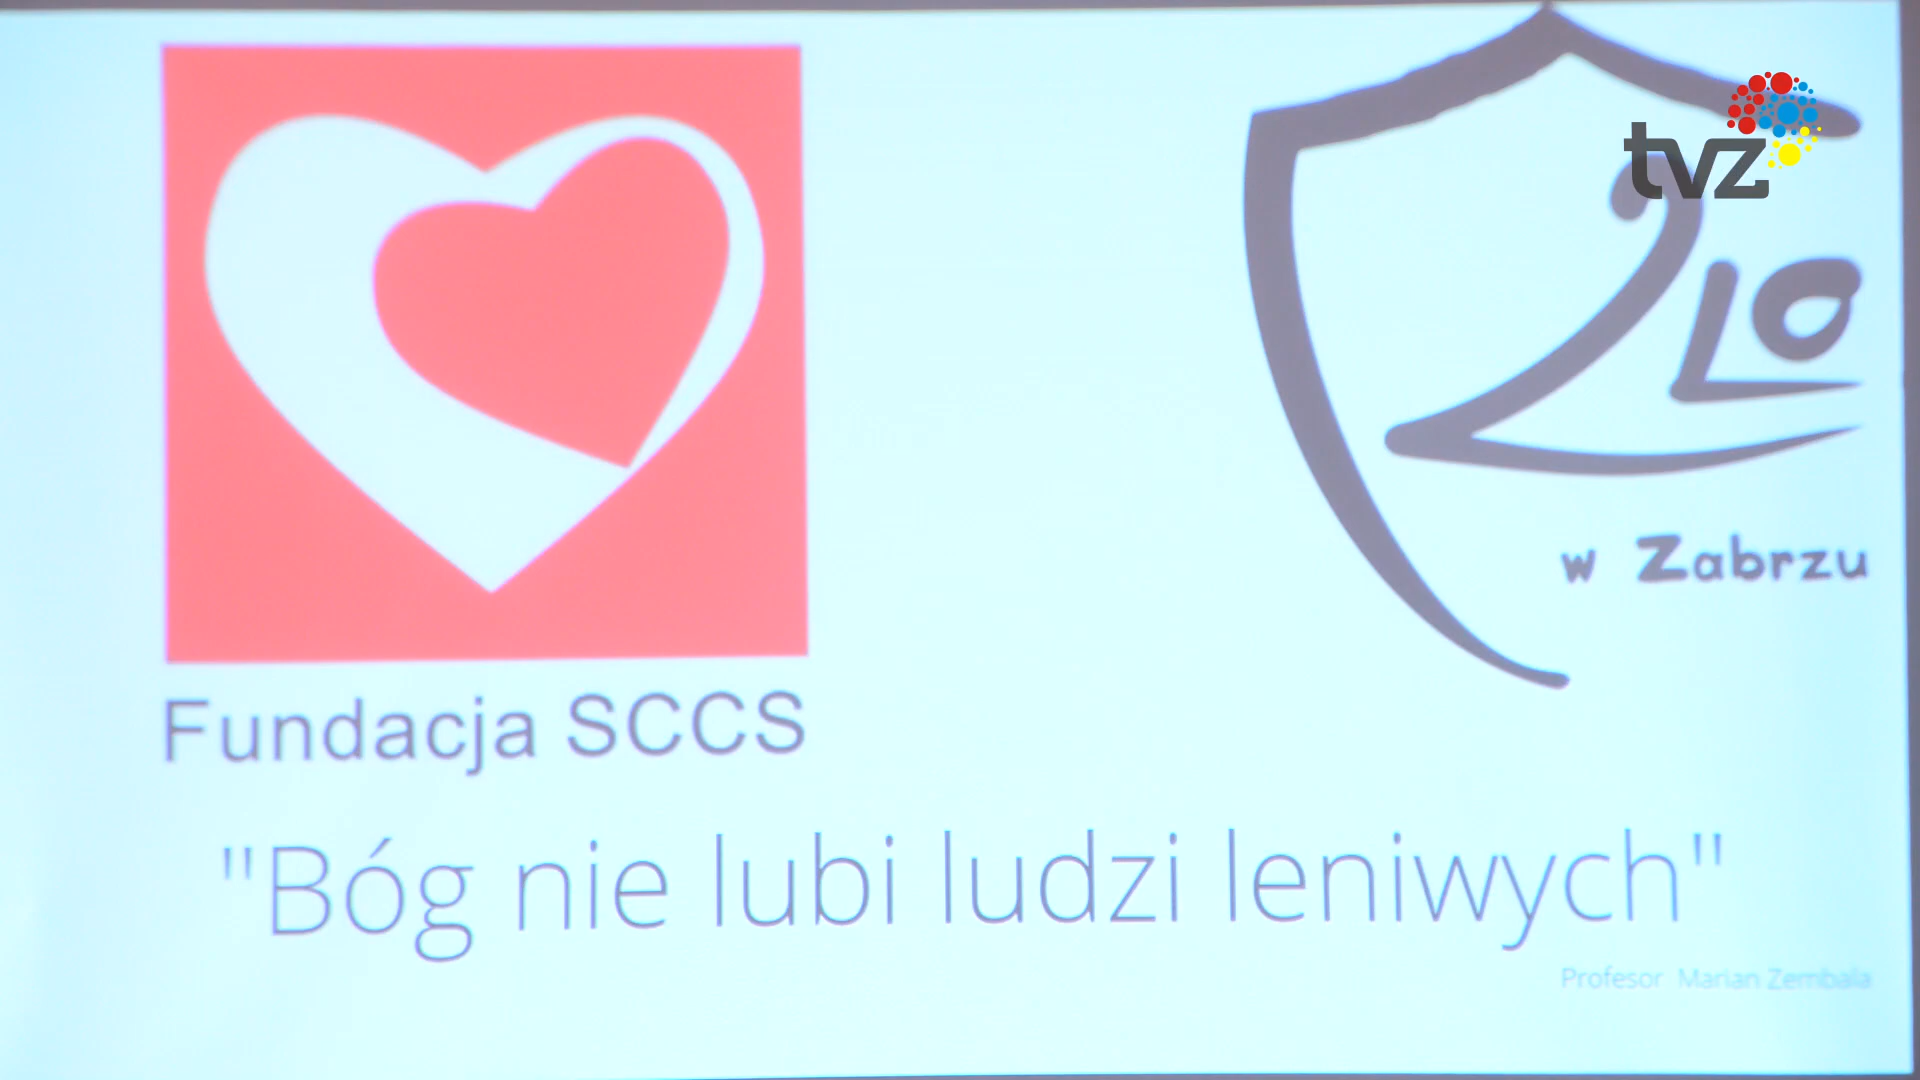 tvz
2LO
w Zabrzu
Fundacja SCCS
"Bóg nie lubi ludzi leniwych"
Profesor Marian Zembala